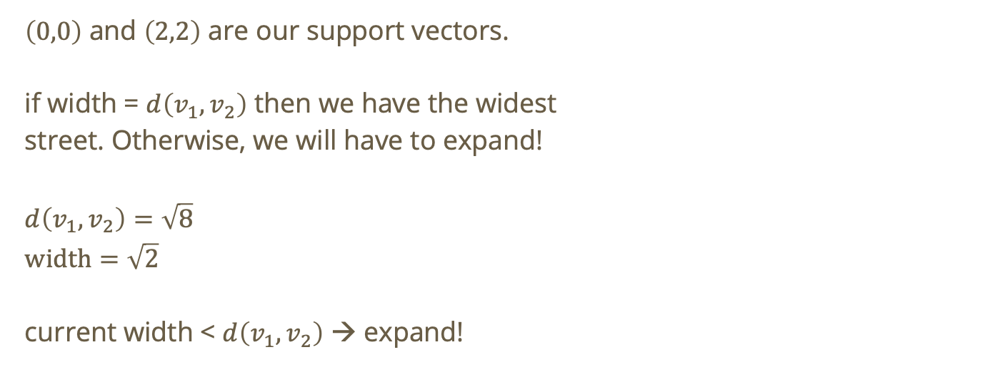 (0,0) and (2,2) are our support vectors.
if width = d(v₁, v₂) then we have the widest
street. Otherwise, we will have to expand!
d(v₁, v₂) = √8
width = √2
current width < d(v₁, v₂) → expand!